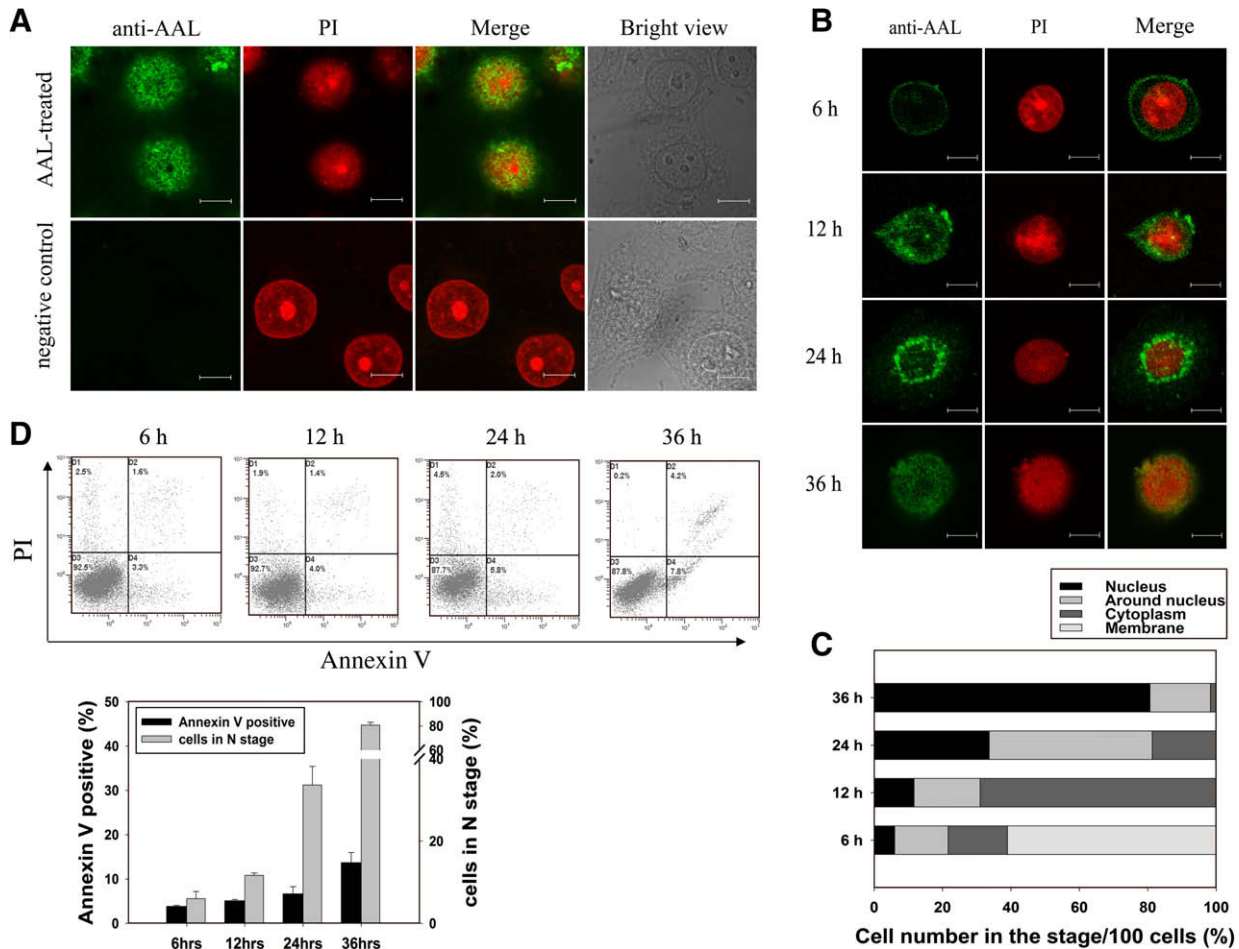 A
anti-AAL PI Merge Bright view
AAL-treated
negative control
B
anti-AAL PI Merge
6 h
12 h
24 h
36 h
D
6 h 12 h 24 h 36 h
PI
D1 2.5% D2 1.6% D3 92.5% D4 3.3%
D1 1.9% D2 1.4% D3 92.7% D4 4.0%
D1 4.5% D2 2.0% D3 87.7% D4 5.8%
D1 0.2% D2 4.2% D3 87.8% D4 7.8%
Annexin V
Annexin V positive (%)
50
40
30
20
10
0
Annexin V positive
cells in N stage
100
80
60
40
20
0
cells in N stage (%)
6hrs 12hrs 24hrs 36hrs
Nucleus
Around nucleus
Cytoplasm
Membrane
C
36 h
24 h
12 h
6 h
0 20 40 60 80 100
Cell number in the stage/100 cells (%)